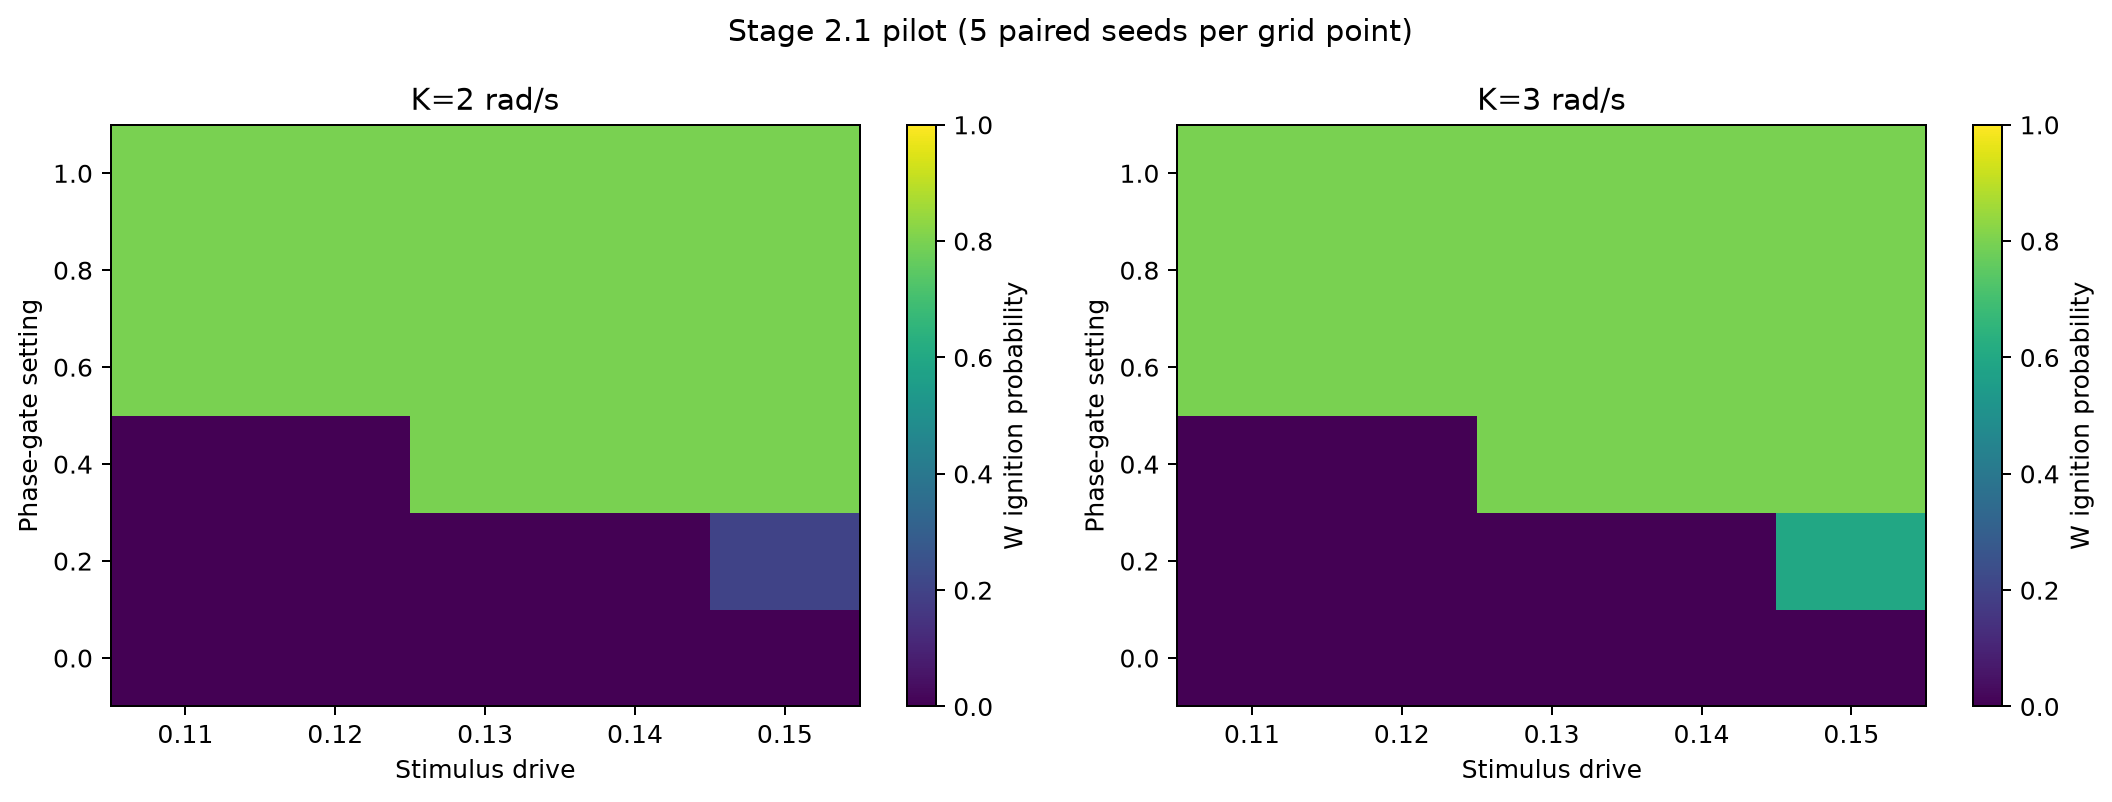 Stage 2.1 pilot (5 paired seeds per grid point)
K=2 rad/s
Phase-gate setting
1.0
0.8
0.6
0.4
0.2
0.0
0.11 0.12 0.13 0.14 0.15
Stimulus drive
1.0
0.8
0.6
0.4
0.2
0.0
W ignition probability
K=3 rad/s
Phase-gate setting
1.0
0.8
0.6
0.4
0.2
0.0
0.11 0.12 0.13 0.14 0.15
Stimulus drive
1.0
0.8
0.6
0.4
0.2
0.0
W ignition probability